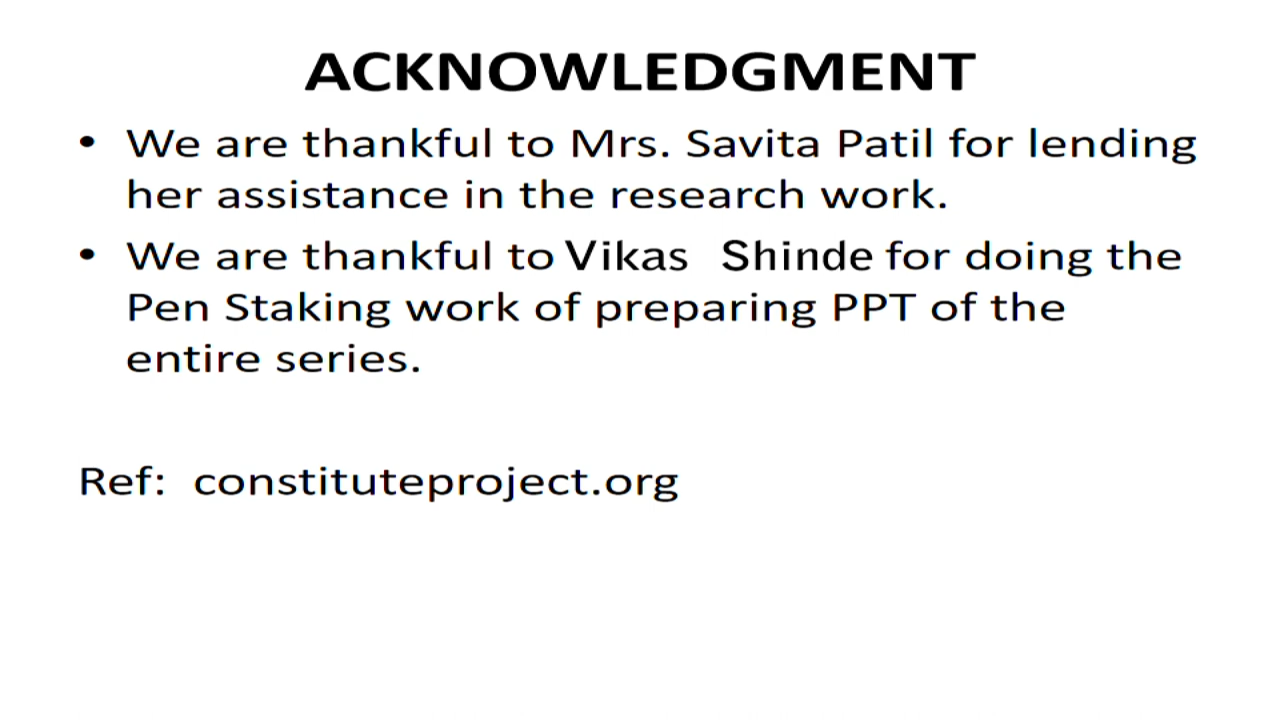 ACKNOWLEDGMENT
• We are thankful to Mrs. Savita Patil for lending
her assistance in the research work.
• We are thankful to Vikas Shinde for doing the
Pen Staking work of preparing PPT of the
entire series.
Ref: constituteproject.org